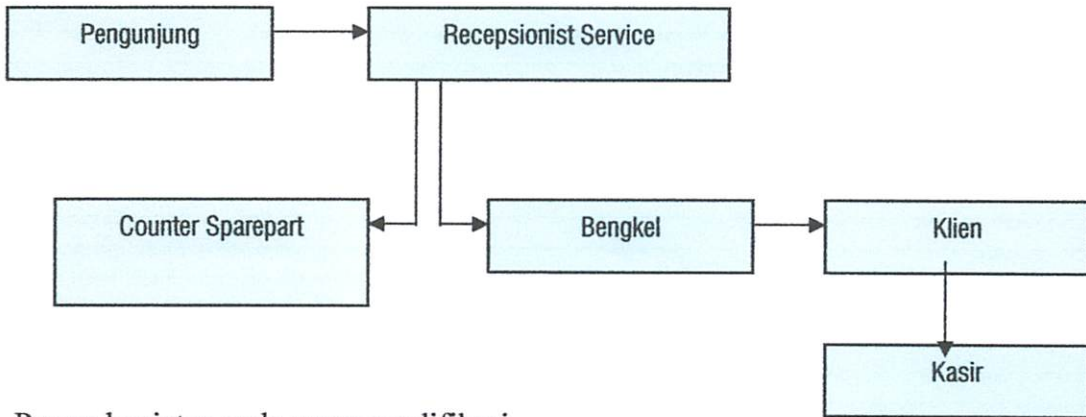 Pengunjung
Recepsionist Service
Counter Sparepart
Bengkel
Klien
Kasir